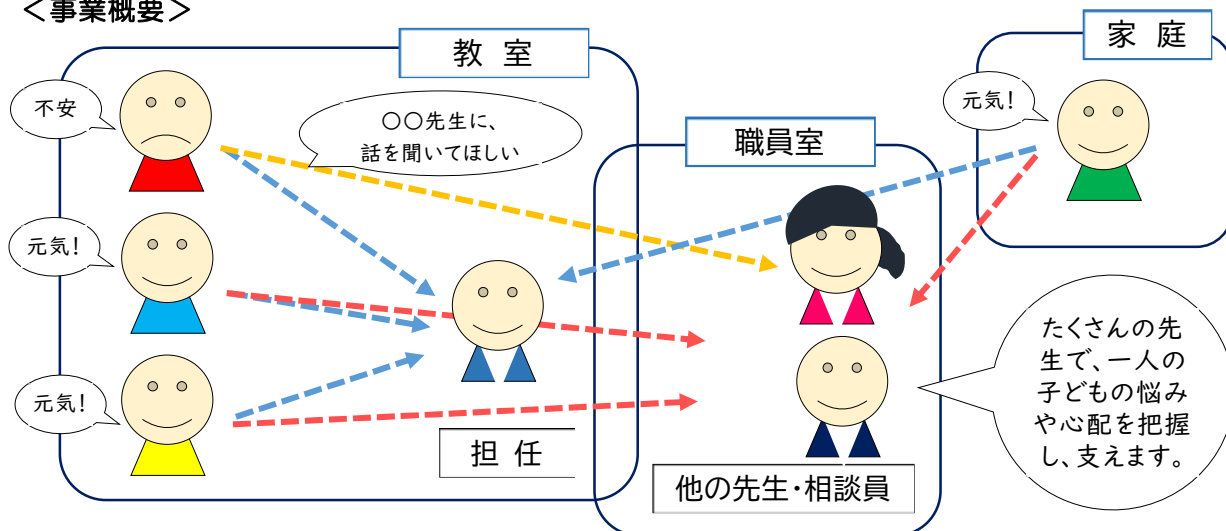 ＜事業概要＞
教 室
家 庭
不安
〇〇先生に、
話を聞いてほしい
元気！
職員室
元気！
元気！
担 任
他の先生・相談員
たくさんの先
生で、一人の
子どもの悩み
や心配を把握
し、支えます。